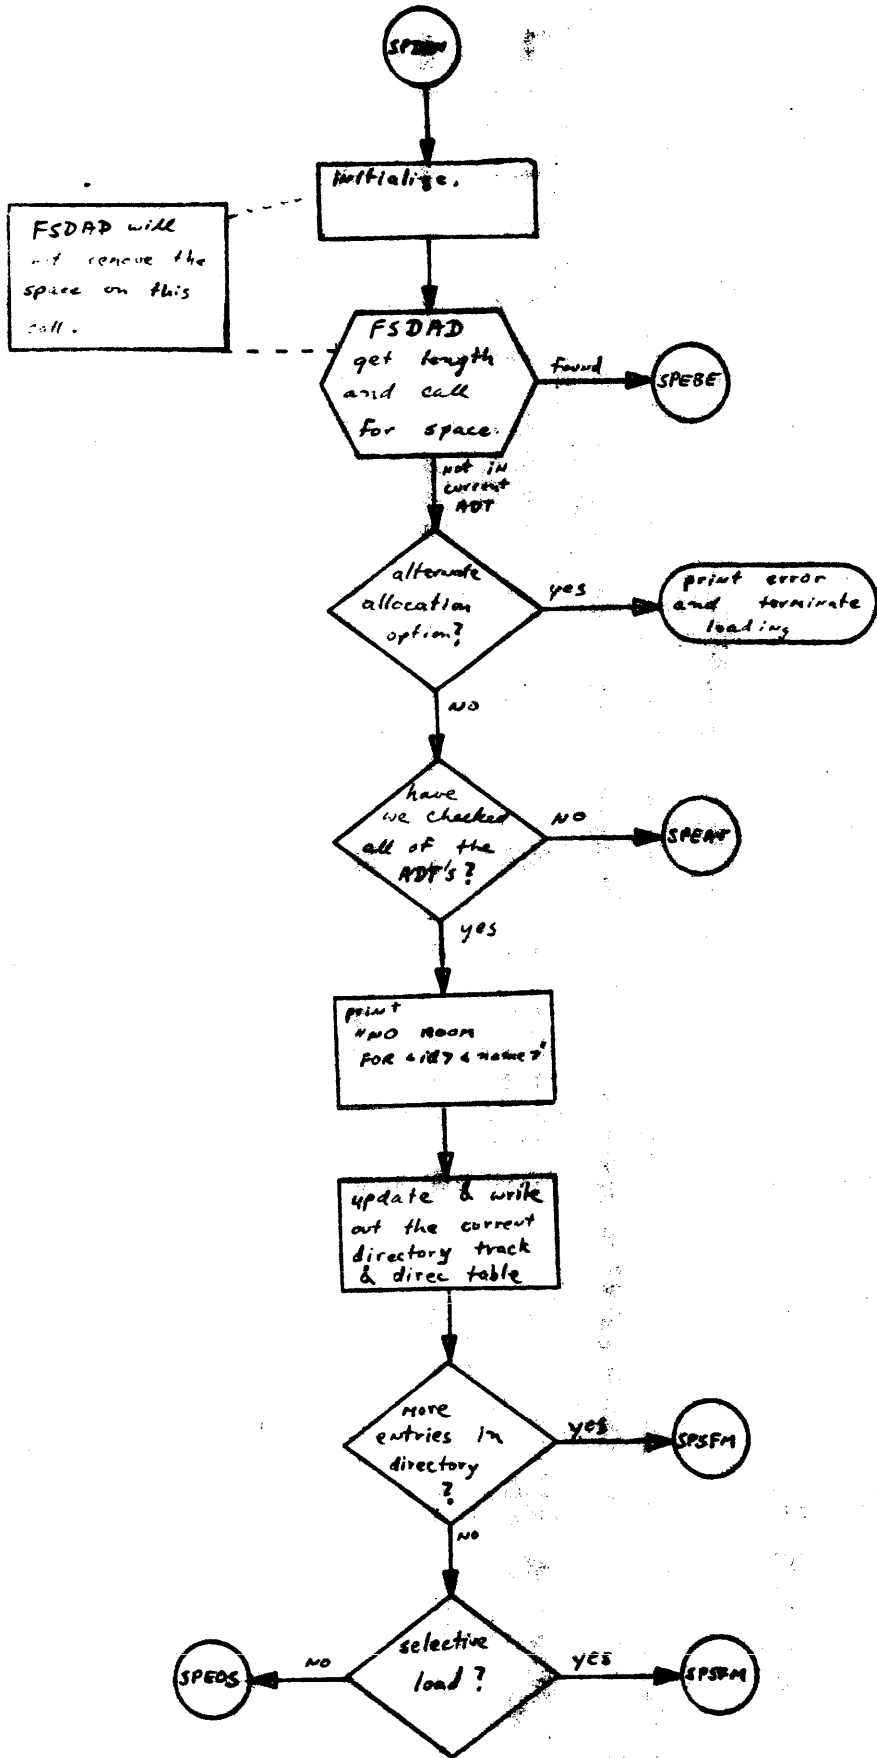 initialize.
FSDAD will
not remove the
space on this
call.
FSDAD
get length
and call
for space.
found
SPEBE
not in
current
ADT
alternate
allocation
option?
yes
print error
and terminate
loading
NO
have
we checked
all of the
ADT's?
NO
yes
print
"NO ROOM
FOR <id> <name>"
update & write
out the current
directory track
& direc table
more
entries in
directory
?
yes
SPSFM
NO
selective
load?
NO
SPEOS
YES
SPSFM